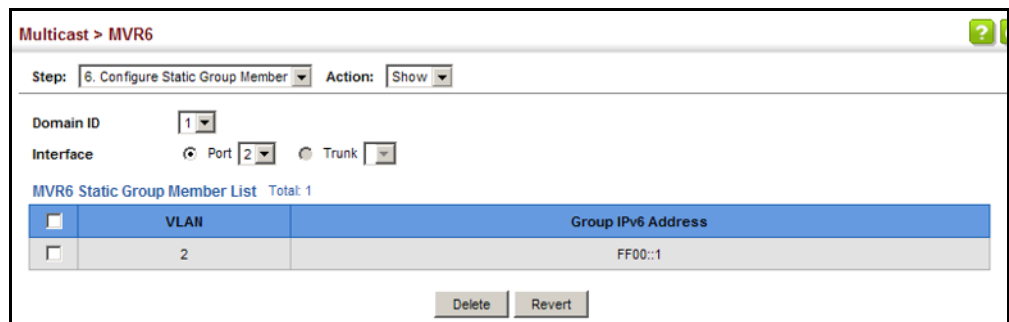 Multicast > MVR6 ?
Step: 6. Configure Static Group Member Action: Show
Domain ID 1
Interface Port 2 Trunk
MVR6 Static Group Member List Total: 1
VLAN Group IPv6 Address
2 FF00::1
Delete Revert